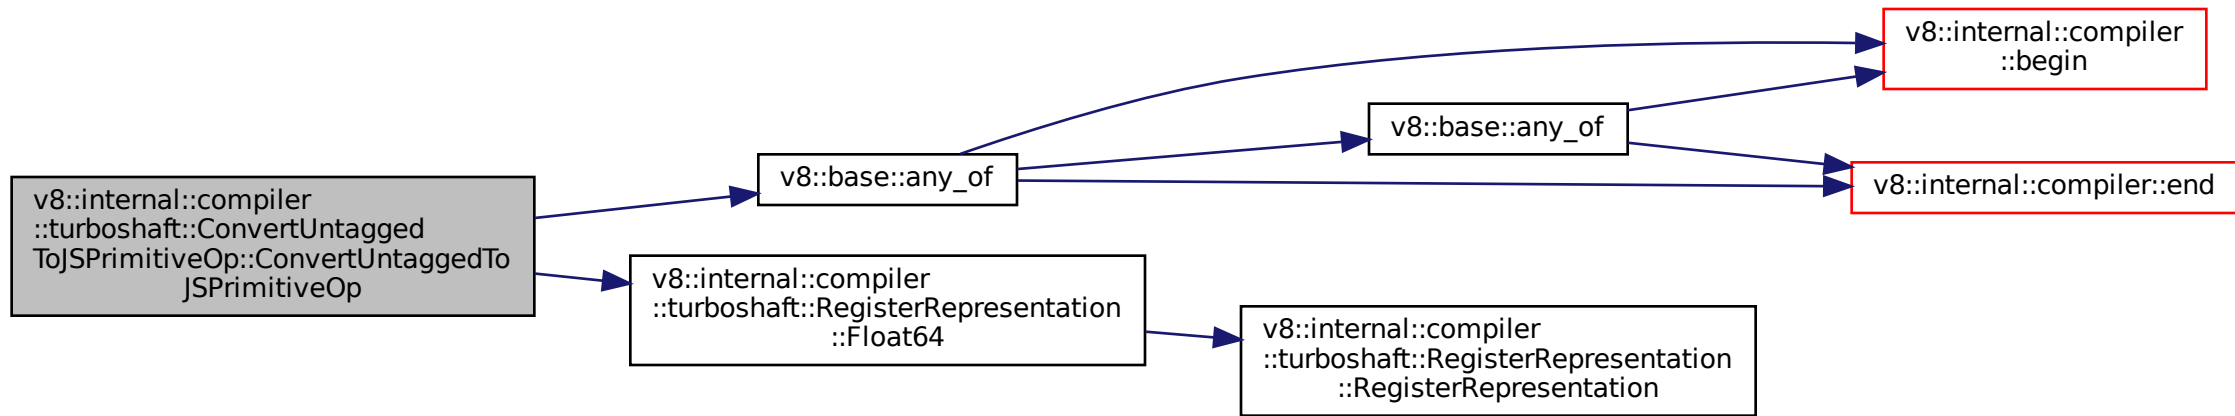 v8::internal::compiler
::turboshaft::ConvertUntagged
ToJSPrimitiveOp::ConvertUntaggedTo
JSPrimitiveOp
v8::base::any_of
v8::internal::compiler
::begin
v8::base::any_of
v8::internal::compiler::end
v8::internal::compiler
::turboshaft::RegisterRepresentation
::Float64
v8::internal::compiler
::turboshaft::RegisterRepresentation
::RegisterRepresentation